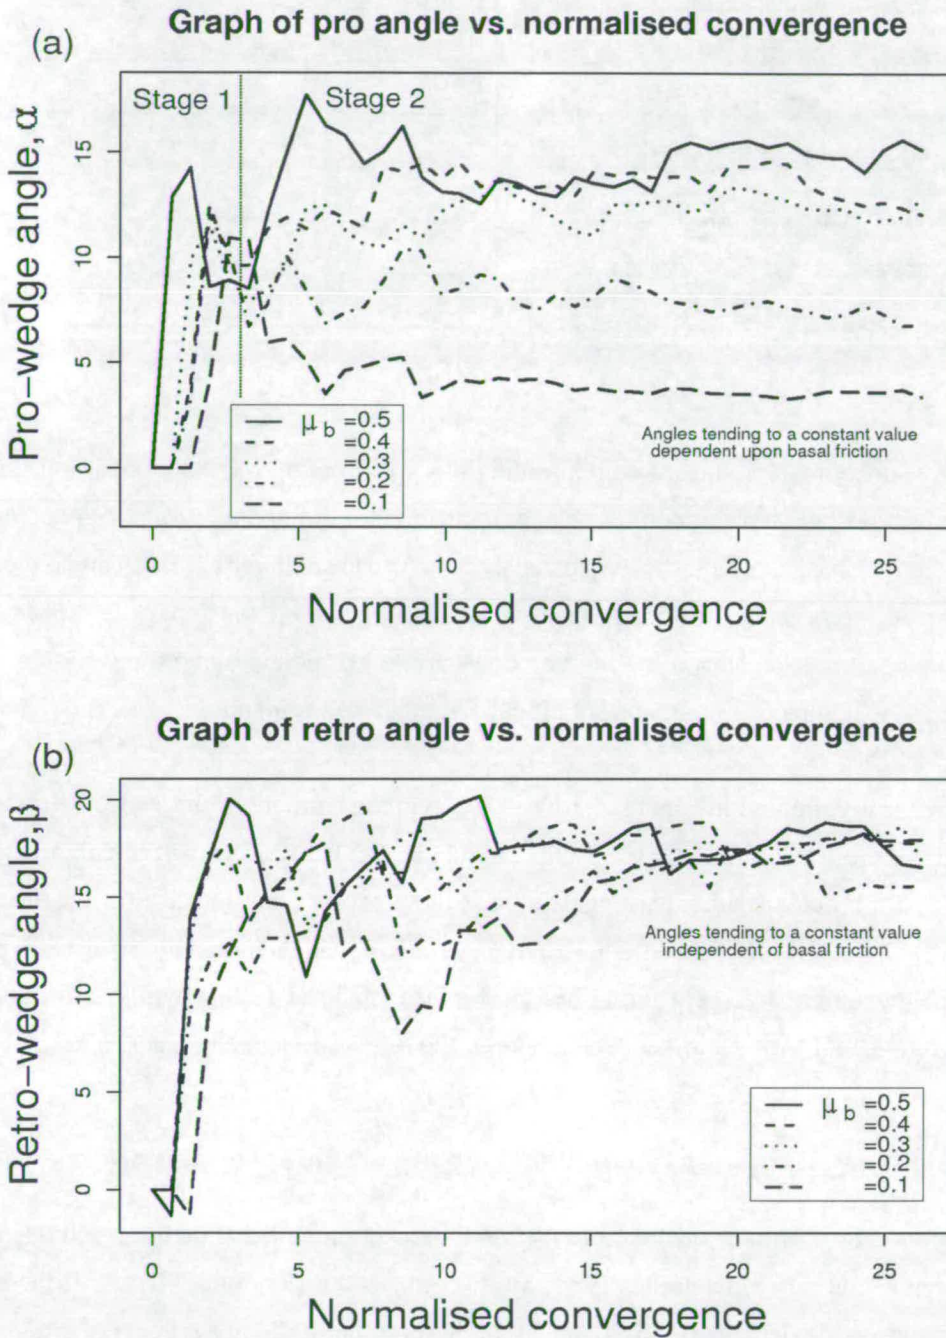 Graph of pro angle vs. normalised convergence
(a)
Stage 1
Stage 2
Pro-wedge angle,α
15
10
5
0
μb =0.5
=0.4
=0.3
=0.2
=0.1
Angles tending to a constant value
dependent upon basal friction
0 5 10 15 20 25
Normalised convergence
Graph of retro angle vs. normalised convergence
(b)
Retro-wedge angle,β
20
15
10
5
0
Angles tending to a constant value
independent of basal friction
μb =0.5
=0.4
=0.3
=0.2
=0.1
0 5 10 15 20 25
Normalised convergence